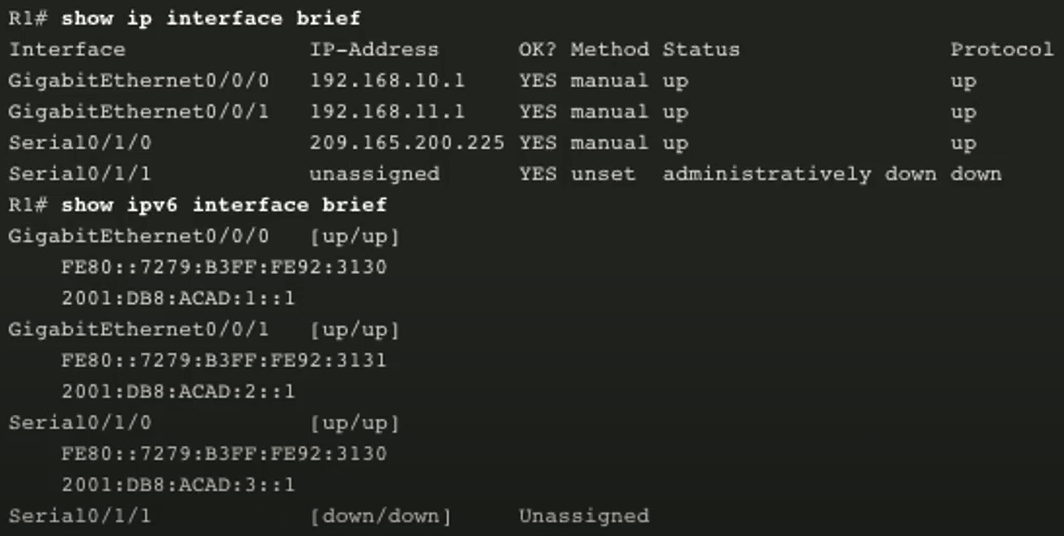 R1# show ip interface brief
Interface IP-Address OK? Method Status Protocol
GigabitEthernet0/0/0 192.168.10.1 YES manual up up
GigabitEthernet0/0/1 192.168.11.1 YES manual up up
Serial0/1/0 209.165.200.225 YES manual up up
Serial0/1/1 unassigned YES unset administratively down down
R1# show ipv6 interface brief
GigabitEthernet0/0/0 [up/up]
FE80::7279:B3FF:FE92:3130
2001:DB8:ACAD:1::1
GigabitEthernet0/0/1 [up/up]
FE80::7279:B3FF:FE92:3131
2001:DB8:ACAD:2::1
Serial0/1/0 [up/up]
FE80::7279:B3FF:FE92:3130
2001:DB8:ACAD:3::1
Serial0/1/1 [down/down] Unassigned